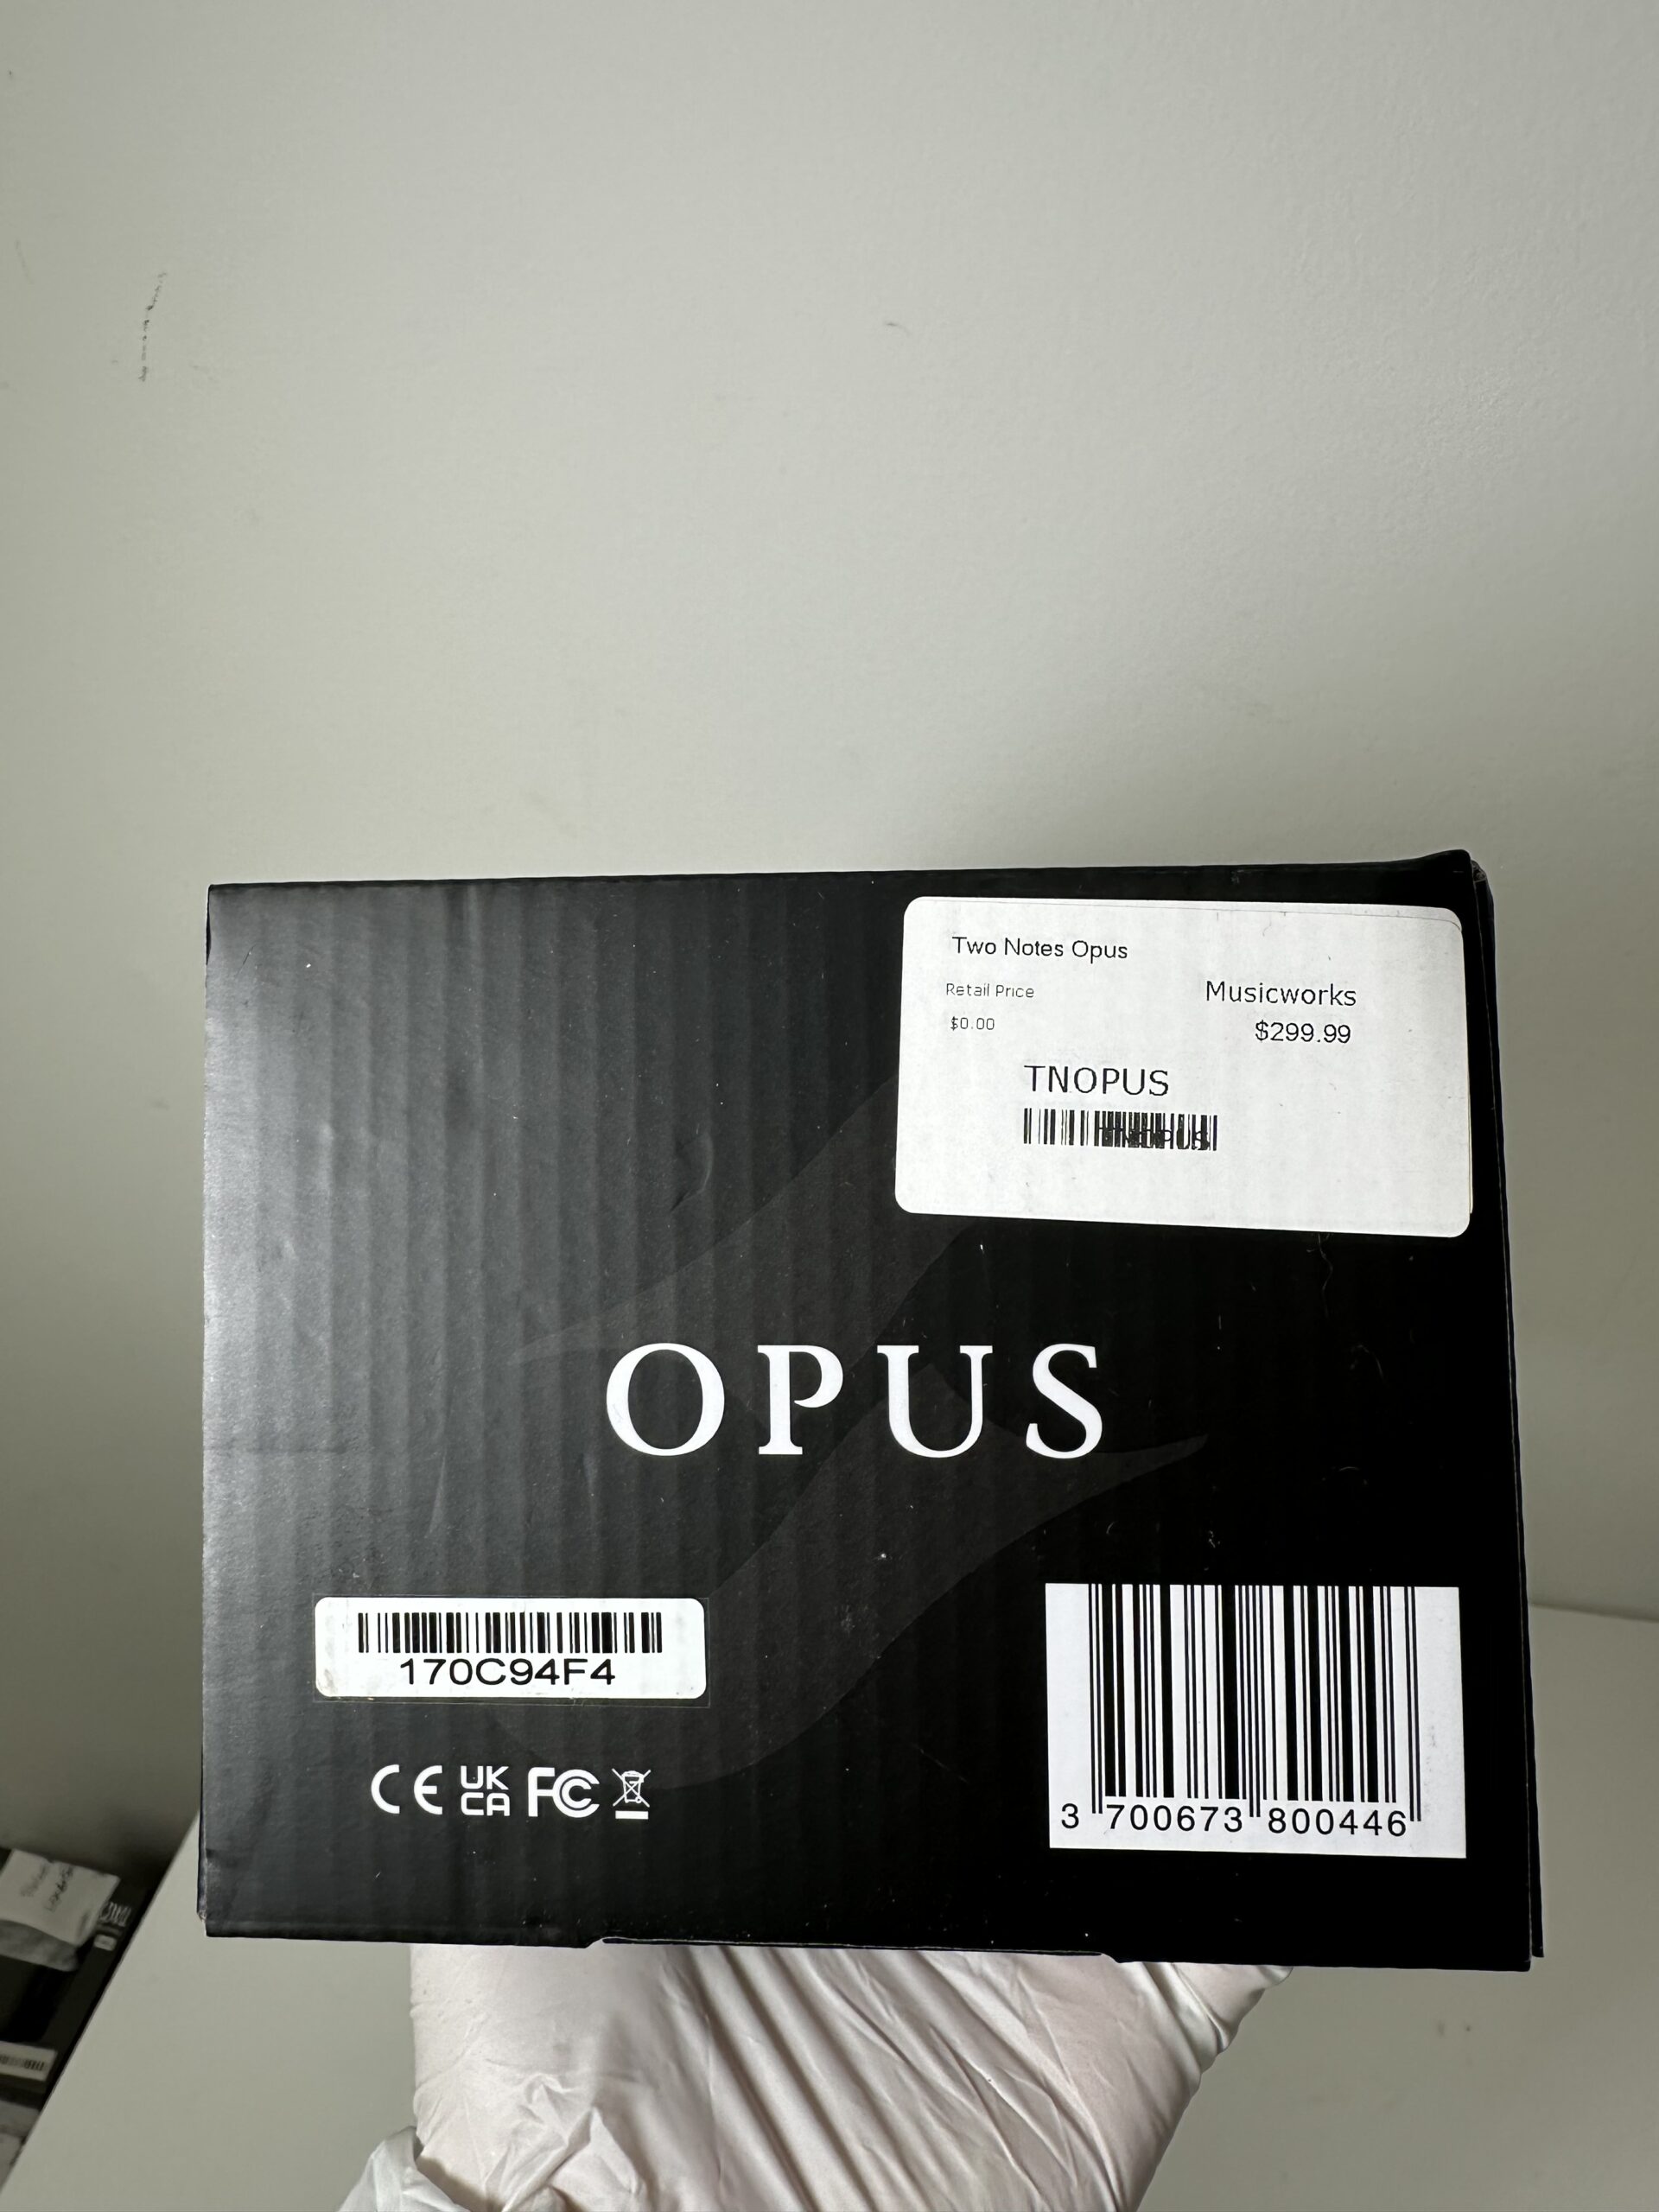 Two Notes Opus
Retail Price
Musicworks
$0.00
$299.99
TNOPUS
TNOPUS
OPUS
170C94F4
CE UK CA FC
3 700673 800446